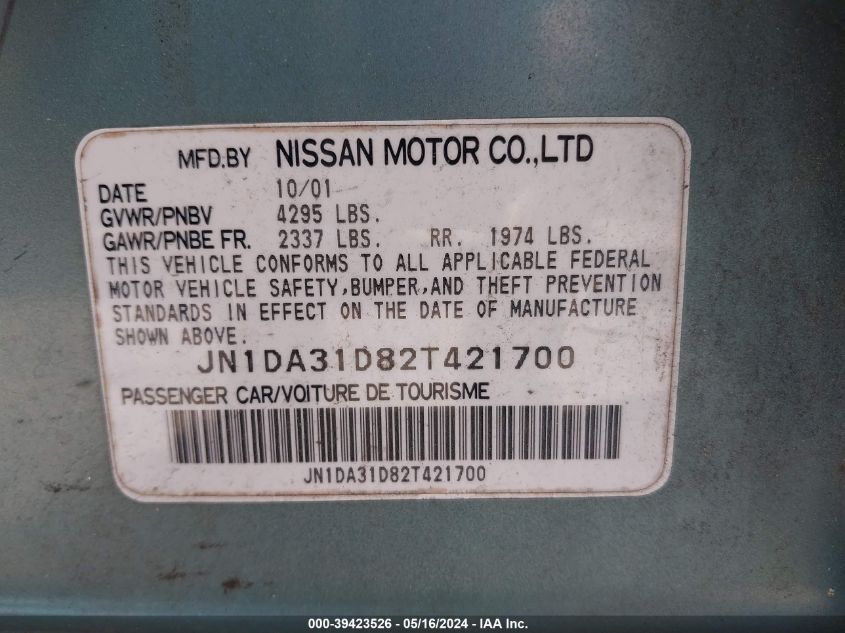 MFD.BY NISSAN MOTOR CO.,LTD
DATE 10/01
GVWR/PNBV 4295 LBS.
GAWR/PNBE FR. 2337 LBS. RR. 1974 LBS.
THIS VEHICLE CONFORMS TO ALL APPLICABLE FEDERAL
MOTOR VEHICLE SAFETY,BUMPER,AND THEFT PREVENTION
STANDARDS IN EFFECT ON THE DATE OF MANUFACTURE
SHOWN ABOVE.
JN1DA31D82T421700
PASSENGER CAR/VOITURE DE TOURISME
JN1DA31D82T421700
000-39423526 - 05/16/2024 - IAA Inc.